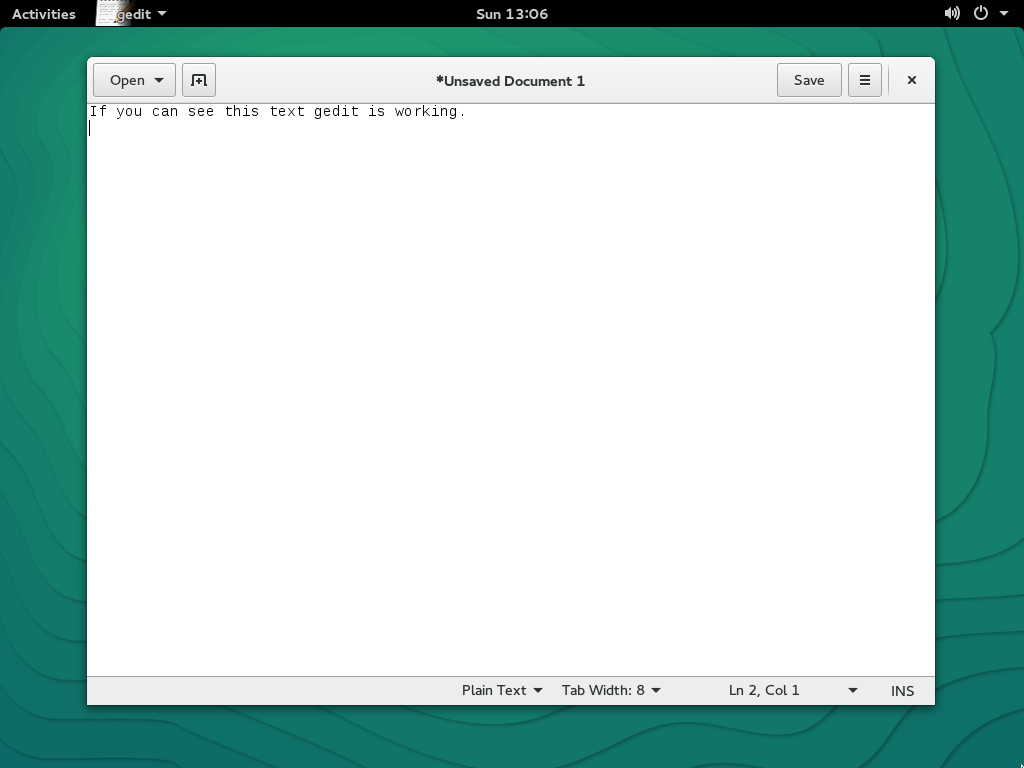 Activities gedit Sun 13:06
Open *Unsaved Document 1 Save
If you can see this text gedit is working.
Plain Text Tab Width: 8 Ln 2, Col 1 INS